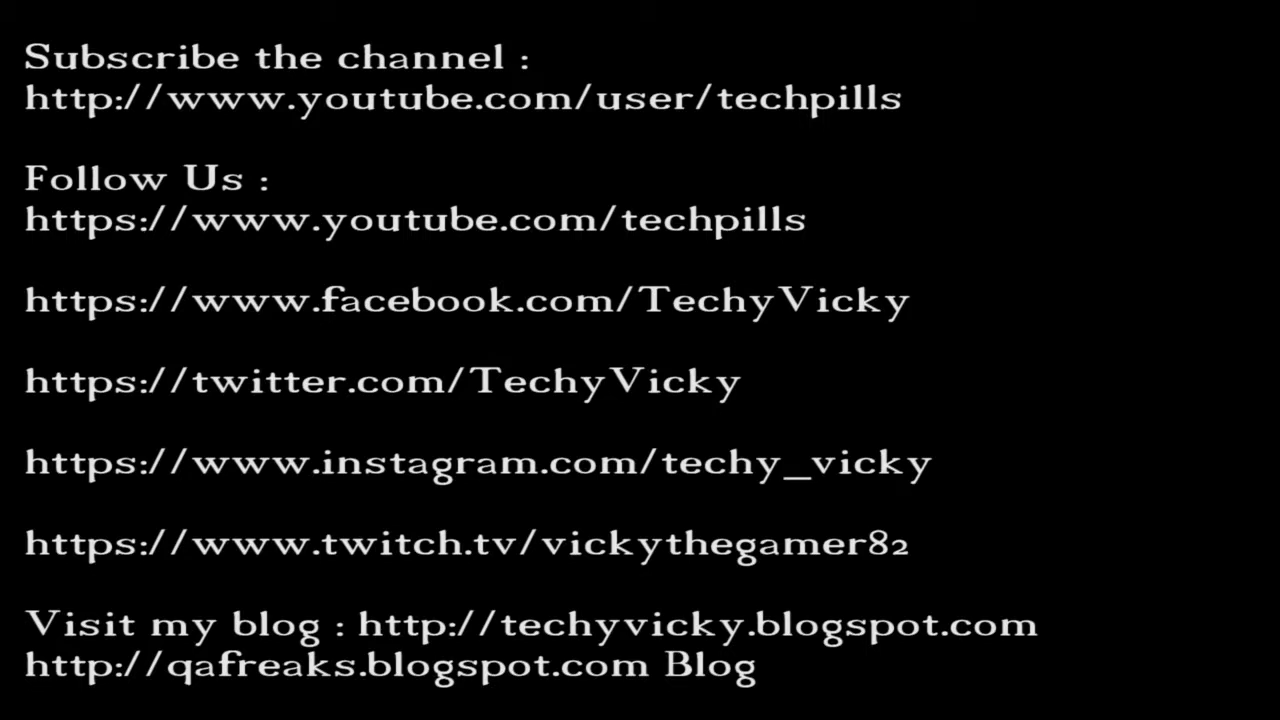 Subscribe the channel :
http://www.youtube.com/user/techpills
Follow Us :
https://www.youtube.com/techpills
https://www.facebook.com/TechyVicky
https://twitter.com/TechyVicky
https://www.instagram.com/techy_vicky
https://www.twitch.tv/vickythegamer82
Visit my blog : http://techyvicky.blogspot.com
http://qafreaks.blogspot.com Blog